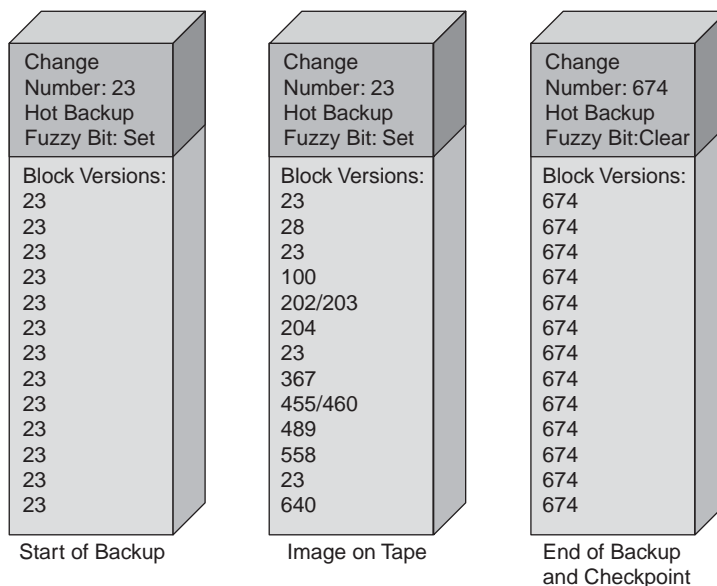 Change
Number: 23
Hot Backup
Fuzzy Bit: Set
Block Versions:
23
23
23
23
23
23
23
23
23
23
23
23
23
Start of Backup
Change
Number: 23
Hot Backup
Fuzzy Bit: Set
Block Versions:
23
28
23
100
202/203
204
23
367
455/460
489
558
23
640
Image on Tape
Change
Number: 674
Hot Backup
Fuzzy Bit:Clear
Block Versions:
674
674
674
674
674
674
674
674
674
674
674
674
674
End of Backup
and Checkpoint